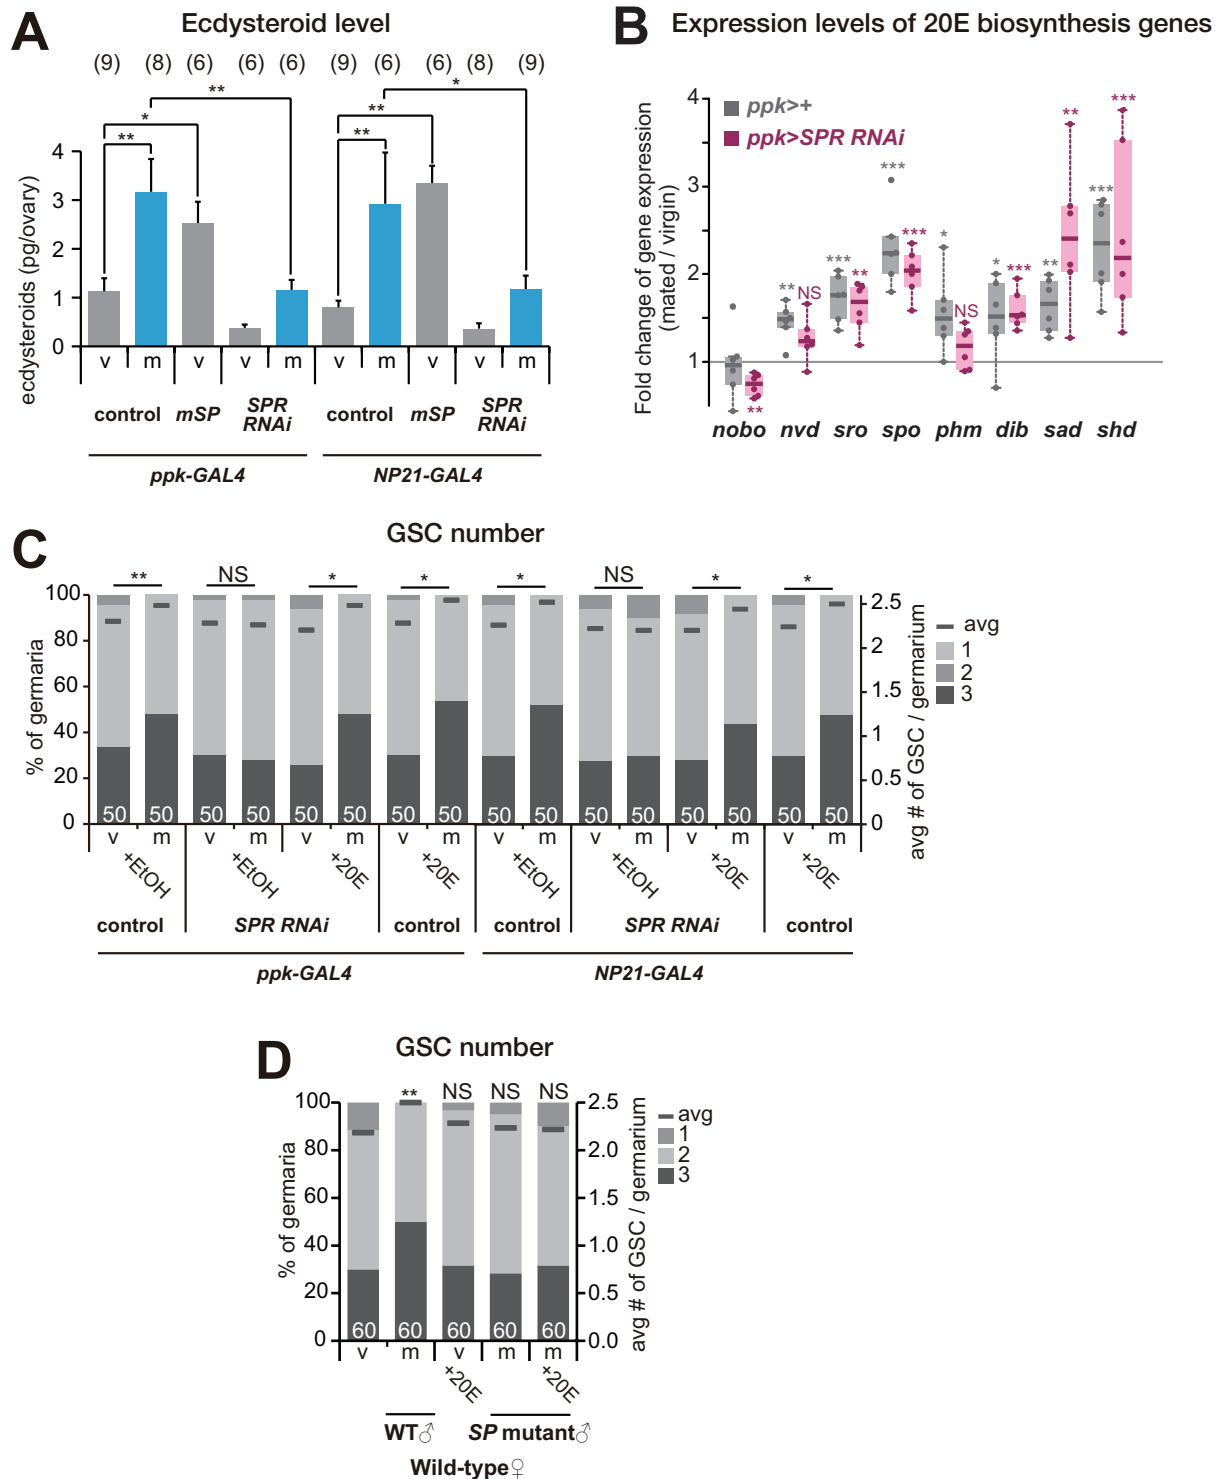 A
Ecdysteroid level
(9) (8) (6) (6) (6) (9) (6) (6) (8) (9)
** *
* **
** **
ecdysteroids (pg/ovary)
4
3
2
1
0
v m v v m v m v v m
control mSP SPR RNAi control mSP SPR RNAi
ppk-GAL4 NP21-GAL4
B
Expression levels of 20E biosynthesis genes
ppk>+
ppk>SPR RNAi
Fold change of gene expression
(mated / virgin)
4
3
2
1
** ** NS *** ** *** *** * NS * *** ** ** *** ***
nobo nvd sro spo phm dib sad shd
C
GSC number
** NS * * * NS * *
% of germaria
100
80
60
40
20
0
avg # of GSC / germarium
2.5
2
1.5
1
0.5
0
avg
1
2
3
50 50 50 50 50 50 50 50 50 50 50 50 50 50 50 50
v m v m v m v m v m v m v m v m
+EtOH +EtOH +20E +20E +EtOH +EtOH +20E +20E
control SPR RNAi control control SPR RNAi control
ppk-GAL4 NP21-GAL4
D
GSC number
** NS NS NS
% of germaria
100
80
60
40
20
0
avg # of GSC / germarium
2.5
2.0
1.5
1.0
0.5
0.0
avg
1
2
3
60 60 60 60 60
v m v m m
+20E +20E
WT♂ SP mutant♂
Wild-type♀